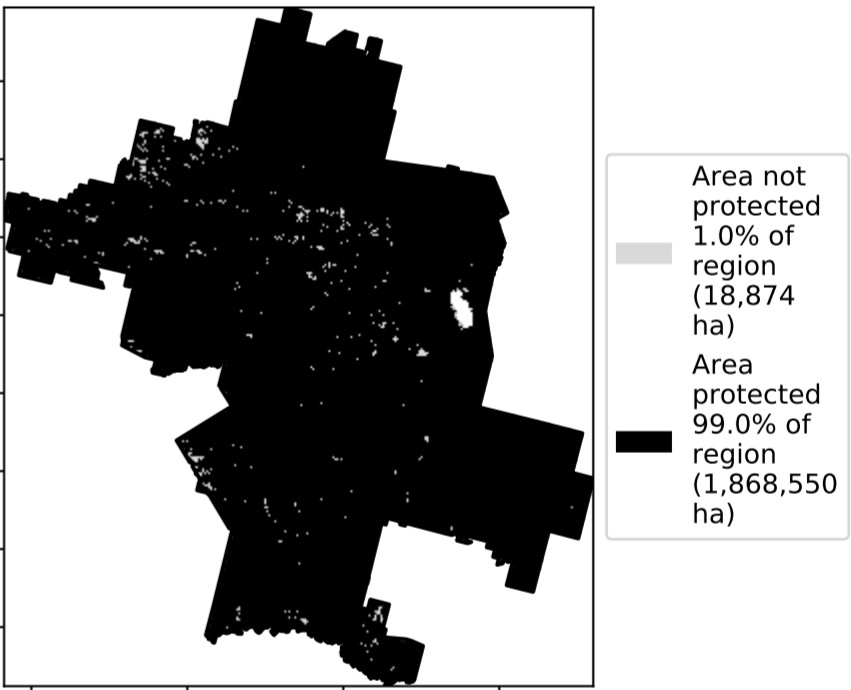 Area not
protected
1.0% of
region
(18,874
ha)
Area
protected
99.0% of
region
(1,868,550
ha)